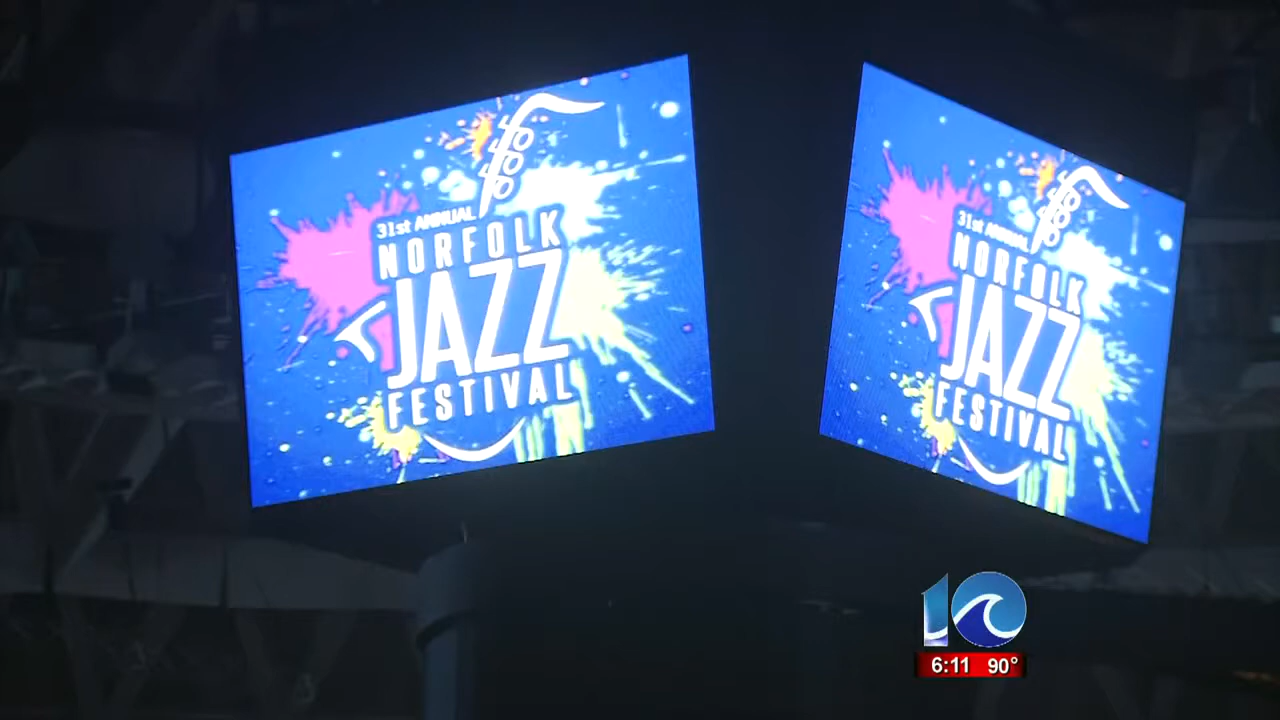 31st ANNUAL
NORFOLK
JAZZ
FESTIVAL
31st ANNUAL
NORFOLK
JAZZ
FESTIVAL
10
6:11 90°